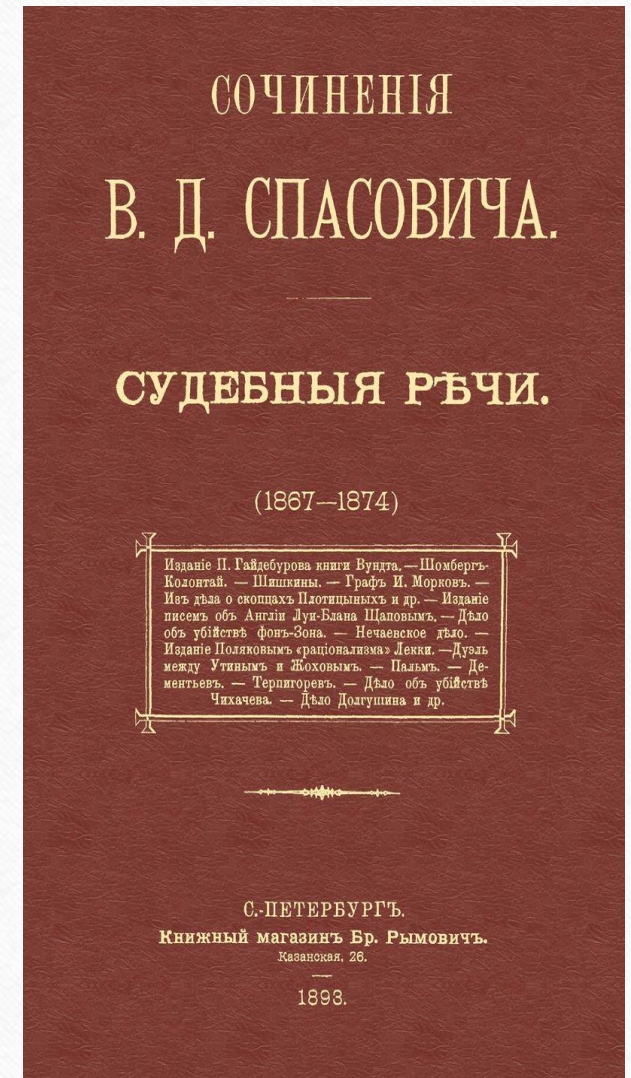 СОЧИНЕНІЯ
В. Д. СПАСОВИЧА.
СУДЕБНЫЯ РѢЧИ.
(1867—1874)
Изданіе П. Гайдебурова книги Вундта. — Шомбергъ-
Колонтай. — Шишкины. — Графъ И. Морковъ. —
Изъ дѣла о скопцахъ Плотицыныхъ и др. — Изданіе
писемъ объ Англіи Луи-Блана Щаповымъ. — Дѣло
объ убійствѣ фонъ-Зона. — Нечаевское дѣло. —
Изданіе Поляковымъ «раціонализма» Лекки. —Дуэль
между Утинымъ и Жоховымъ. — Пальмъ. — Де-
ментьевъ. — Терпигоревъ. — Дѣло объ убійствѣ
Чихачева. — Дѣло Долгушина и др.
С.-ПЕТЕРБУРГЪ.
Книжный магазинъ Бр. Рымовичъ.
Казанская, 26.
1893.